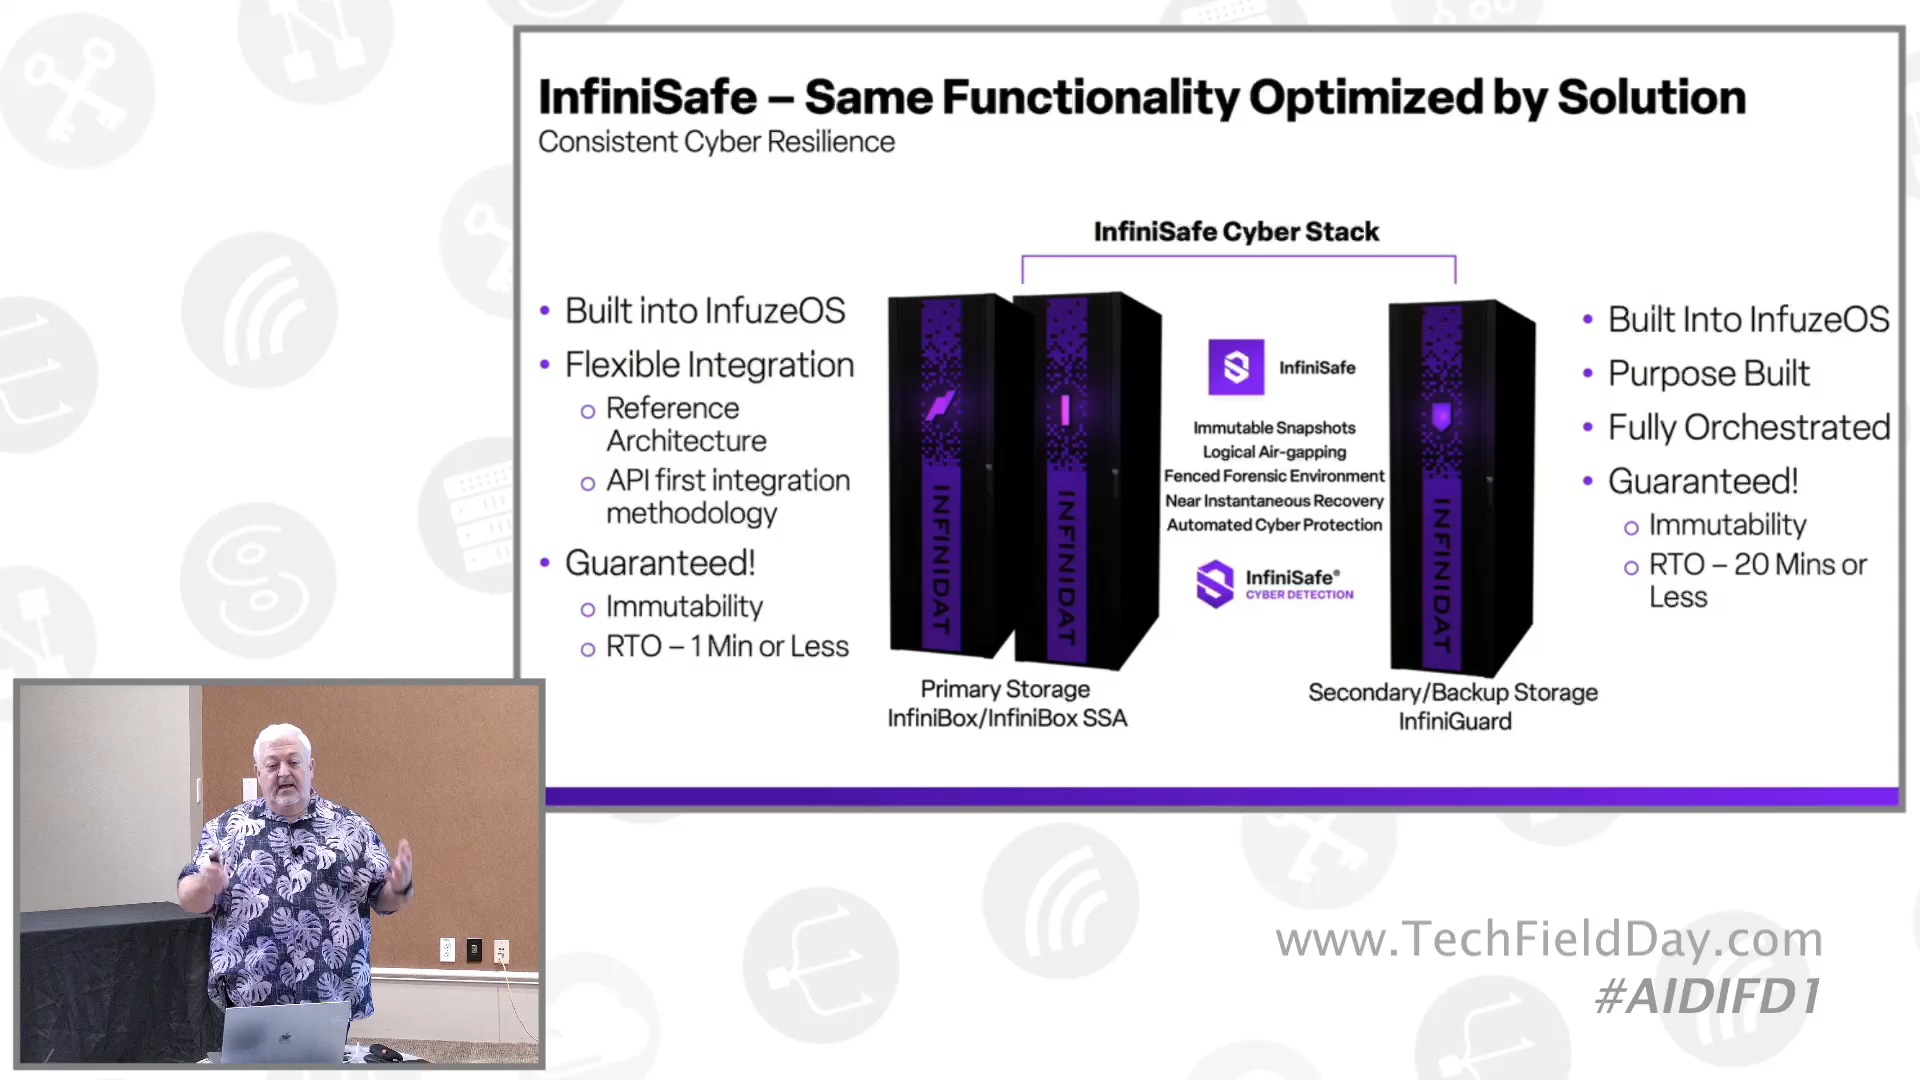 InfiniSafe – Same Functionality Optimized by Solution
Consistent Cyber Resilience
InfiniSafe Cyber Stack
• Built into InfuzeOS
• Flexible Integration
o Reference
Architecture
o API first integration
methodology
• Guaranteed!
o Immutability
o RTO – 1 Min or Less
INFINIDAT
INFINIDAT
Primary Storage
InfiniBox/InfiniBox SSA
InfiniSafe
Immutable Snapshots
Logical Air-gapping
Fenced Forensic Environment
Near Instantaneous Recovery
Automated Cyber Protection
InfiniSafe®
CYBER DETECTION
INFINIDAT
Secondary/Backup Storage
InfiniGuard
• Built Into InfuzeOS
• Purpose Built
• Fully Orchestrated
• Guaranteed!
o Immutability
o RTO – 20 Mins or
Less
www.TechFieldDay.com
#AIDIFD1